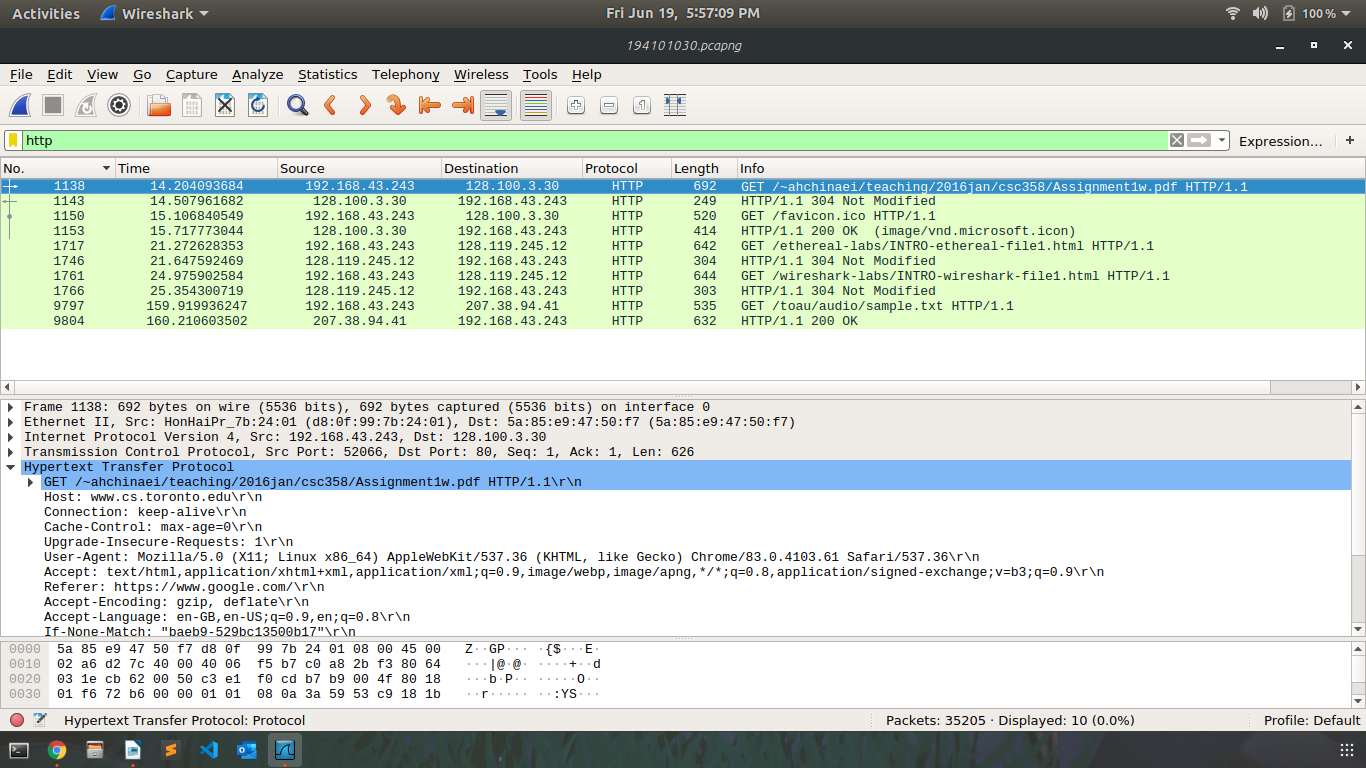 Activities Wireshark Fri Jun 19, 5:57:09 PM 100 %
194101030.pcapng
File Edit View Go Capture Analyze Statistics Telephony Wireless Tools Help
http Expression… +
No. Time Source Destination Protocol Length Info
1138 14.204093684 192.168.43.243 128.100.3.30 HTTP 692 GET /~ahchinaei/teaching/2016jan/csc358/Assignment1w.pdf HTTP/1.1
1143 14.507961682 128.100.3.30 192.168.43.243 HTTP 249 HTTP/1.1 304 Not Modified
1150 15.106840549 192.168.43.243 128.100.3.30 HTTP 520 GET /favicon.ico HTTP/1.1
1153 15.717773044 128.100.3.30 192.168.43.243 HTTP 414 HTTP/1.1 200 OK  (image/vnd.microsoft.icon)
1717 21.272628353 192.168.43.243 128.119.245.12 HTTP 642 GET /ethereal-labs/INTRO-ethereal-file1.html HTTP/1.1
1746 21.647592469 128.119.245.12 192.168.43.243 HTTP 304 HTTP/1.1 304 Not Modified
1761 24.975902584 192.168.43.243 128.119.245.12 HTTP 644 GET /wireshark-labs/INTRO-wireshark-file1.html HTTP/1.1
1766 25.354300719 128.119.245.12 192.168.43.243 HTTP 303 HTTP/1.1 304 Not Modified
9797 159.919936247 192.168.43.243 207.38.94.41 HTTP 535 GET /toau/audio/sample.txt HTTP/1.1
9804 160.210603502 207.38.94.41 192.168.43.243 HTTP 632 HTTP/1.1 200 OK
Frame 1138: 692 bytes on wire (5536 bits), 692 bytes captured (5536 bits) on interface 0
Ethernet II, Src: HonHaiPr_7b:24:01 (d8:0f:99:7b:24:01), Dst: 5a:85:e9:47:50:f7 (5a:85:e9:47:50:f7)
Internet Protocol Version 4, Src: 192.168.43.243, Dst: 128.100.3.30
Transmission Control Protocol, Src Port: 52066, Dst Port: 80, Seq: 1, Ack: 1, Len: 626
Hypertext Transfer Protocol
GET /~ahchinaei/teaching/2016jan/csc358/Assignment1w.pdf HTTP/1.1\r\n
Host: www.cs.toronto.edu\r\n
Connection: keep-alive\r\n
Cache-Control: max-age=0\r\n
Upgrade-Insecure-Requests: 1\r\n
User-Agent: Mozilla/5.0 (X11; Linux x86_64) AppleWebKit/537.36 (KHTML, like Gecko) Chrome/83.0.4103.61 Safari/537.36\r\n
Accept: text/html,application/xhtml+xml,application/xml;q=0.9,image/webp,image/apng,*/*;q=0.8,application/signed-exchange;v=b3;q=0.9\r\n
Referer: https://www.google.com/\r\n
Accept-Encoding: gzip, deflate\r\n
Accept-Language: en-GB,en-US;q=0.9,en;q=0.8\r\n
If-None-Match: "baeb9-529bc13500b17"\r\n
0000 5a 85 e9 47 50 f7 d8 0f 99 7b 24 01 08 00 45 00 Z··GP··· ·{$···E·
0010 02 a6 d2 7c 40 00 40 06 f5 b7 c0 a8 2b f3 80 64 ···|@·@· ····+··d
0020 03 1e cb 62 00 50 c3 e1 f0 cd b7 b9 00 4f 80 18 ···b·P·· ·····O··
0030 01 f6 72 b6 00 00 01 01 08 0a 3a 59 53 c9 18 1b ··r····· ··:YS···
Hypertext Transfer Protocol: Protocol Packets: 35205 · Displayed: 10 (0.0%) Profile: Default